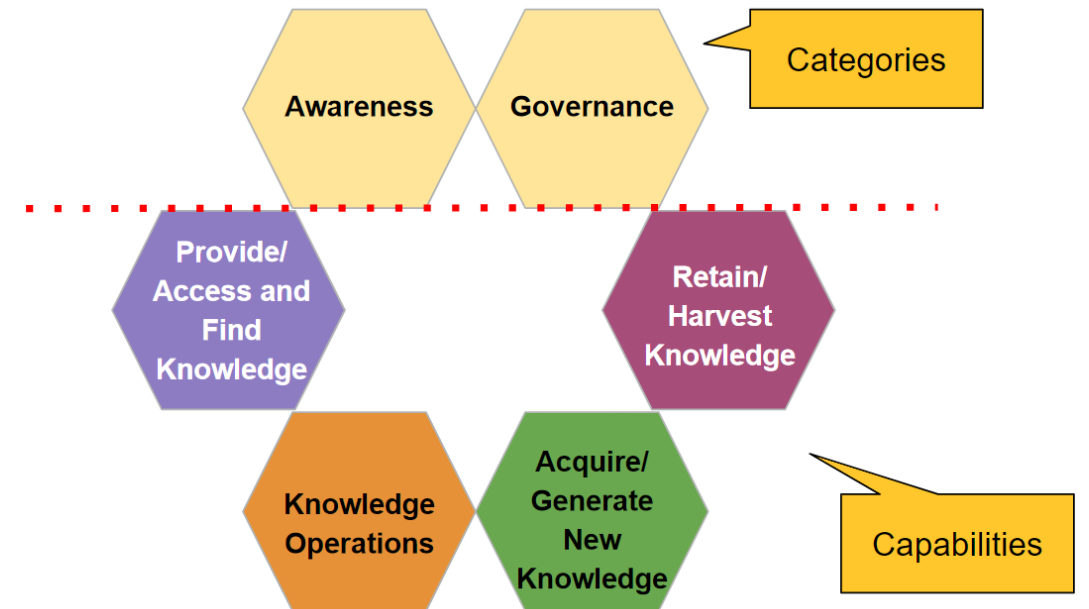 Awareness
Governance
Categories
Provide/
Access and
Find
Knowledge
Retain/
Harvest
Knowledge
Knowledge
Operations
Acquire/
Generate
New
Knowledge
Capabilities